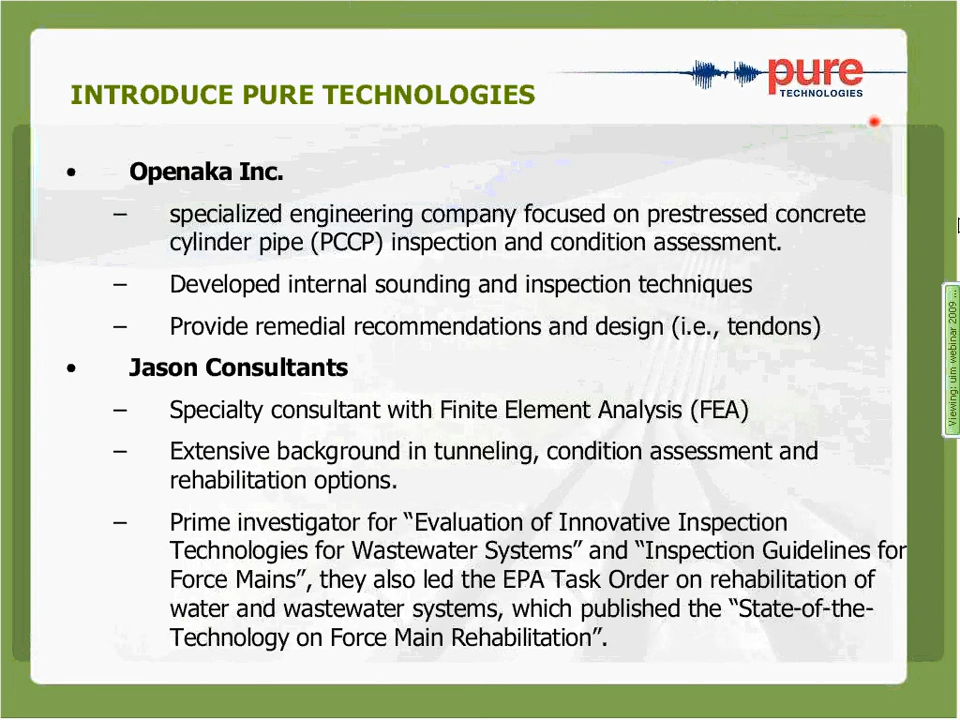 pure
TECHNOLOGIES
INTRODUCE PURE TECHNOLOGIES
• Openaka Inc.
– specialized engineering company focused on prestressed concrete
cylinder pipe (PCCP) inspection and condition assessment.
– Developed internal sounding and inspection techniques
– Provide remedial recommendations and design (i.e., tendons)
• Jason Consultants
– Specialty consultant with Finite Element Analysis (FEA)
– Extensive background in tunneling, condition assessment and
rehabilitation options.
– Prime investigator for “Evaluation of Innovative Inspection
Technologies for Wastewater Systems” and “Inspection Guidelines for
Force Mains”, they also led the EPA Task Order on rehabilitation of
water and wastewater systems, which published the “State-of-the-
Technology on Force Main Rehabilitation”.
Viewing: uim webinar 2009 ...